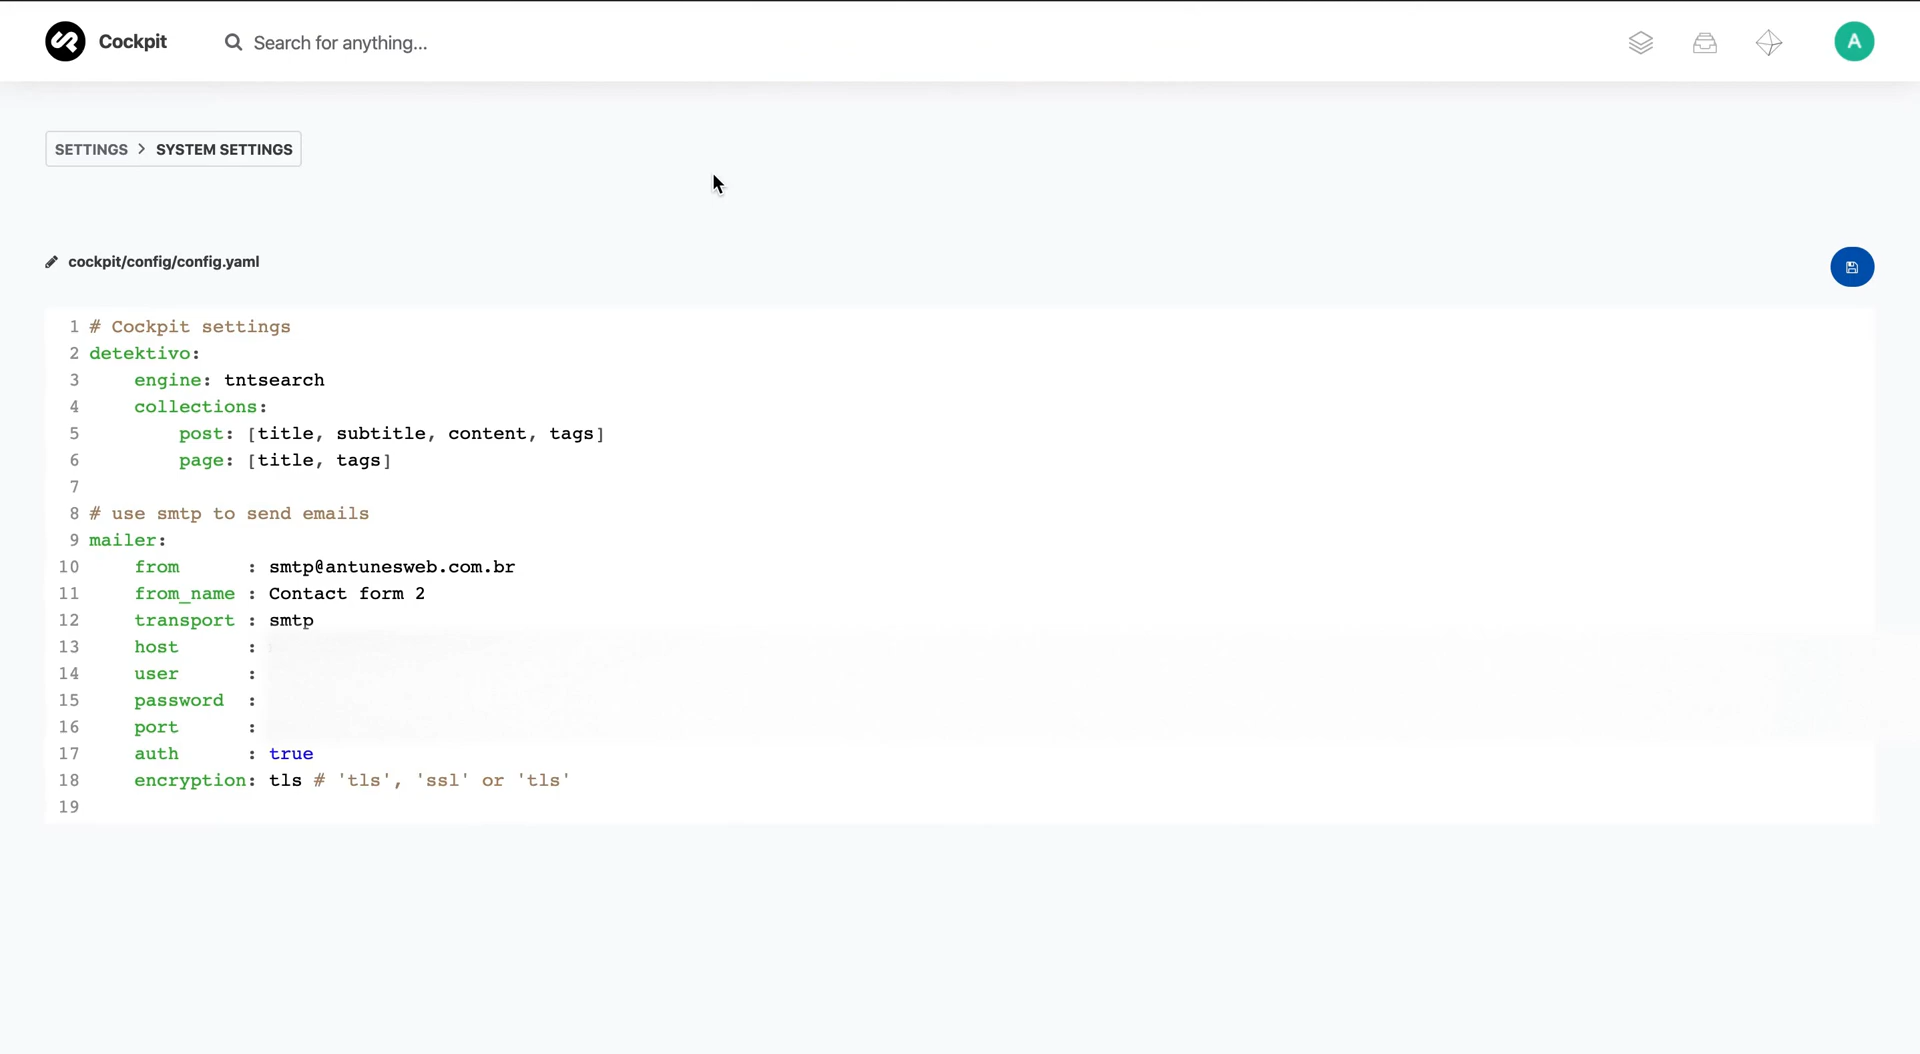 Cockpit
Search for anything...
A
SETTINGS > SYSTEM SETTINGS
cockpit/config/config.yaml
1 # Cockpit settings
2 detektivo:
3     engine: tntsearch
4     collections:
5         post: [title, subtitle, content, tags]
6         page: [title, tags]
7
8 # use smtp to send emails
9 mailer:
10     from      : smtp@antunesweb.com.br
11     from_name : Contact form 2
12     transport : smtp
13     host      :
14     user      :
15     password  :
16     port      :
17     auth      : true
18     encryption: tls # 'tls', 'ssl' or 'tls'
19